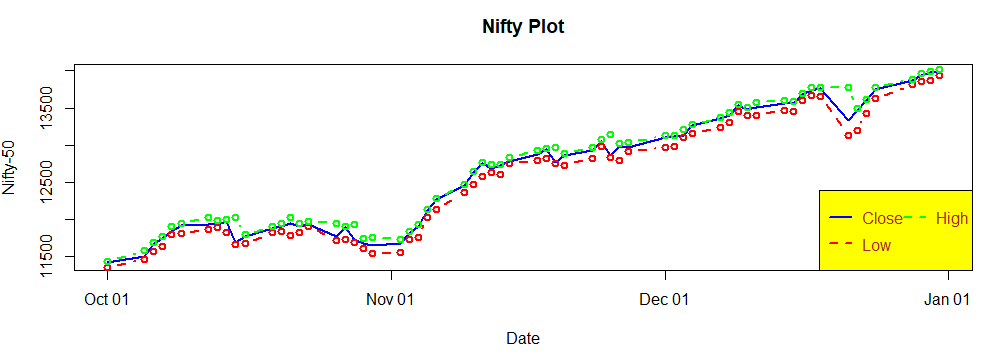 Nifty Plot
Nifty-50
13500
12500
11500
Close High
Low
Oct 01 Nov 01 Dec 01 Jan 01
Date